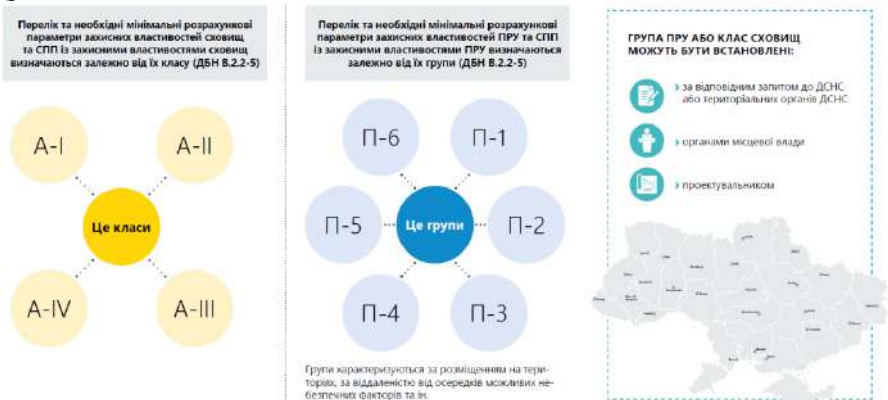 Перелік та необхідні мінімальні розрахункові
параметри захисних властивостей сховищ
та СПП із захисними властивостями сховищ
визначаються залежно від їх класу (ДБН В.2.2-5)
А-І
А-ІІ
Це класи
А-IV
А-ІІІ
Перелік та необхідні мінімальні розрахункові
параметри захисних властивостей ПРУ та СПП
із захисними властивостями ПРУ визначаються
залежно від їх групи (ДБН В.2.2-5)
П-6
П-1
П-5
Це групи
П-2
П-4
П-3
Групи характеризуються за розміщенням на тери-
торіях, за віддаленістю від осередків можливих не-
безпечних факторів та ін.
ГРУПА ПРУ АБО КЛАС СХОВИЩ
МОЖУТЬ БУТИ ВСТАНОВЛЕНІ:
› за відповідним запитом до ДСНС
або територіальних органів ДСНС
› органами місцевої влади
› проектувальником